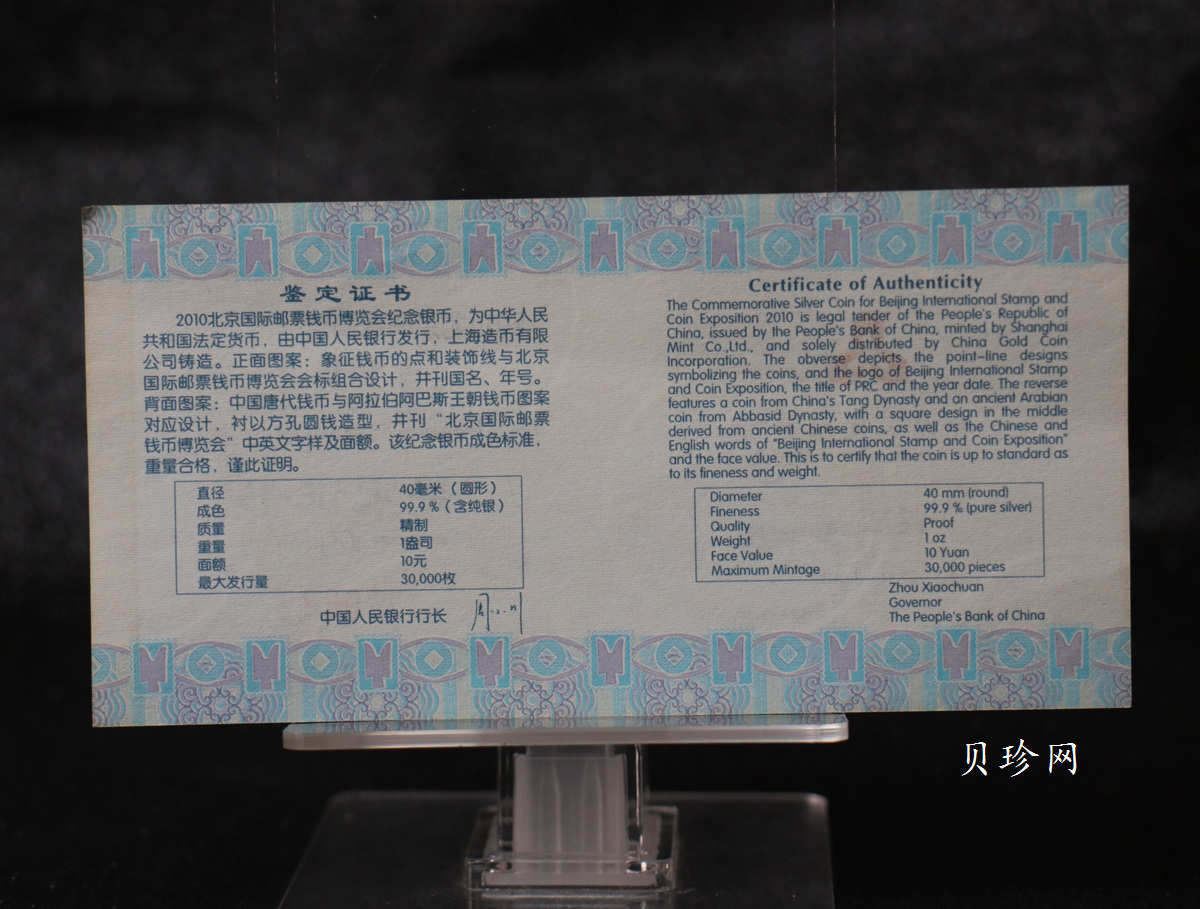 鉴定证书
2010北京国际邮票钱币博览会纪念银币，为中华人民
共和国法定货币，由中国人民银行发行，上海造币有限
公司铸造。正面图案：象征钱币的点和装饰线与北京
国际邮票钱币博览会会标组合设计，并刊国名、年号。
背面图案：中国唐代钱币与阿拉伯阿巴斯王朝钱币图案
对应设计，衬以方孔圆钱造型，并刊“北京国际邮票
钱币博览会”中英文字样及面额。该纪念银币成色标准，
重量合格，谨此证明。
直径 40毫米（圆形）
成色 99.9％（含纯银）
质量 精制
重量 1盎司
面额 10元
最大发行量 30,000枚
中国人民银行行长
Certificate of Authenticity
The Commemorative Silver Coin for Beijing International Stamp and
Coin Exposition 2010 is legal tender of the People's Republic of
China, issued by the People's Bank of China, minted by Shanghai
Mint Co.,Ltd., and solely distributed by China Gold Coin
Incorporation. The obverse depicts the point-line designs
symbolizing the coins, and the logo of Beijing International Stamp
and Coin Exposition, the title of PRC and the year date. The reverse
features a coin from China's Tang Dynasty and an ancient Arabian
coin from Abbasid Dynasty, with a square design in the middle
derived from ancient Chinese coins, as well as the Chinese and
English words of "Beijing International Stamp and Coin Exposition"
and the face value. This is to certify that the coin is up to standard as
to its fineness and weight.
Diameter 40 mm (round)
Fineness 99.9 % (pure silver)
Quality Proof
Weight 1 oz
Face Value 10 Yuan
Maximum Mintage 30,000 pieces
Zhou Xiaochuan
Governor
The People's Bank of China
贝珍网